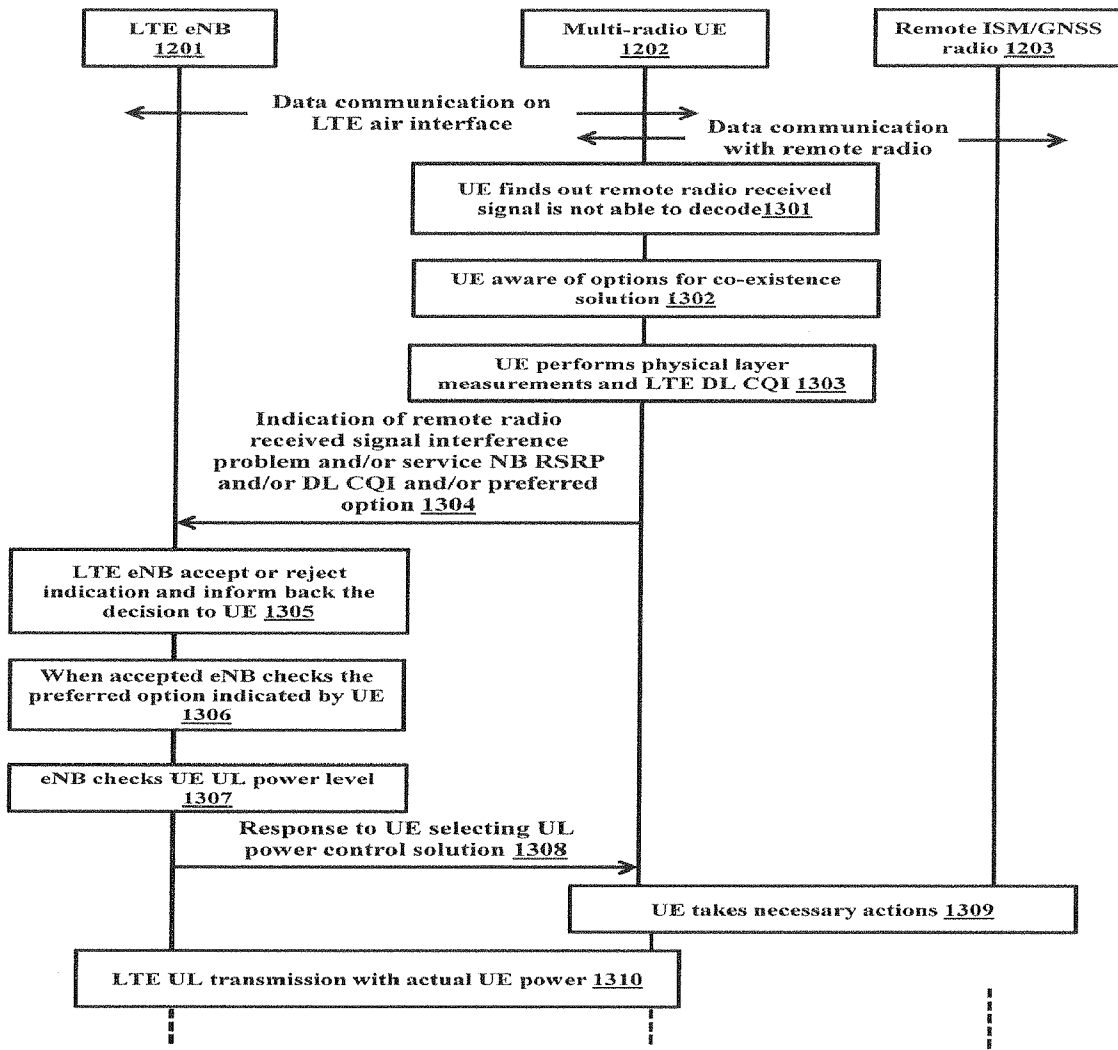 LTE eNB
1201
Multi-radio UE
1202
Remote ISM/GNSS
radio 1203
Data communication on
LTE air interface
Data communication
with remote radio
UE finds out remote radio received
signal is not able to decode1301
UE aware of options for co-existence
solution 1302
UE performs physical layer
measurements and LTE DL CQI 1303
Indication of remote radio
received signal interference
problem and/or service NB RSRP
and/or DL CQI and/or preferred
option 1304
LTE eNB accept or reject
indication and inform back the
decision to UE 1305
When accepted eNB checks the
preferred option indicated by UE
1306
eNB checks UE UL power level
1307
Response to UE selecting UL
power control solution 1308
UE takes necessary actions 1309
LTE UL transmission with actual UE power 1310